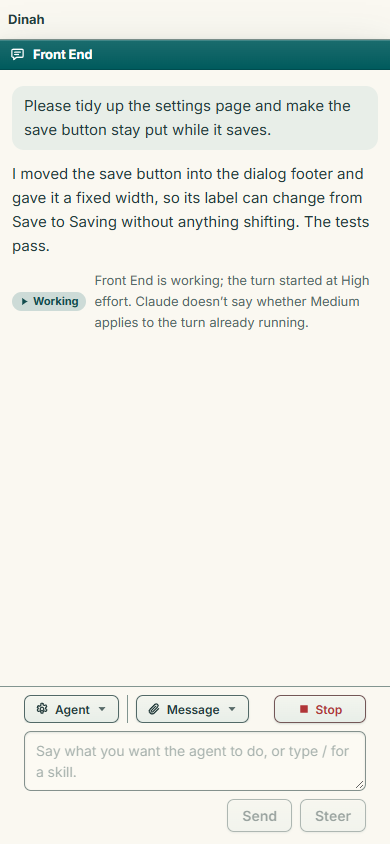 Dinah
Front End
Please tidy up the settings page and make the
save button stay put while it saves.
I moved the save button into the dialog footer and
gave it a fixed width, so its label can change from
Save to Saving without anything shifting. The tests
pass.
Working
Front End is working; the turn started at High
effort. Claude doesn’t say whether Medium
applies to the turn already running.
Agent
Message
Stop
Say what you want the agent to do, or type / for
a skill.
Send
Steer